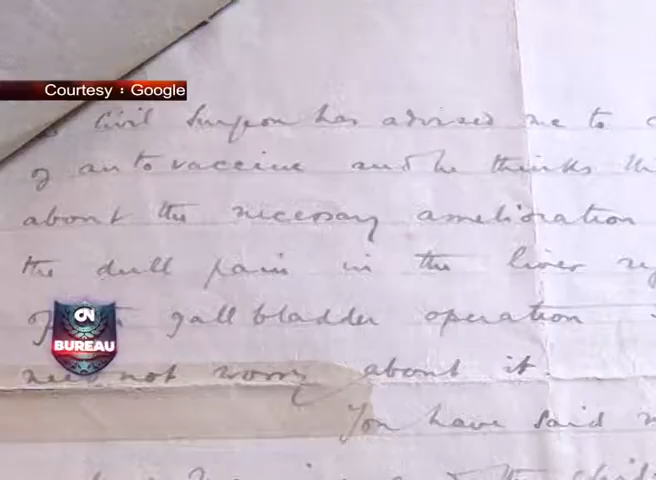 Courtesy : Google
Civil Surgeon has advised me to
of auto vaccine and he thinks
about the necessary amelioration
the dull pain in the liver
gall bladder operation
need not worry about it.
You have said
ON
BUREAU